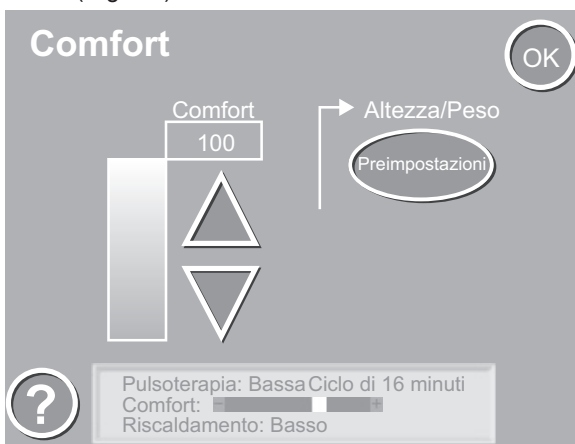 Comfort
OK
Comfort
100
Altezza/Peso
Preimpostazioni
?
Pulsoterapia: Bassa Ciclo di 16 minuti
Comfort: - +
Riscaldamento: Basso